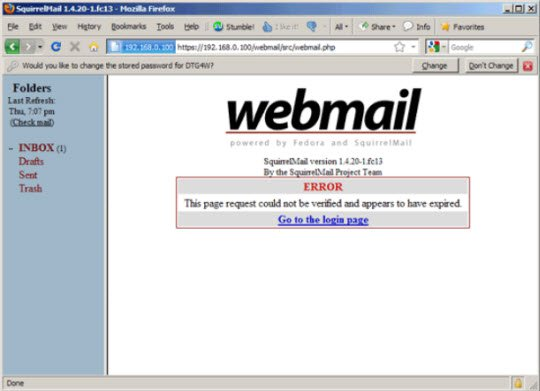 SquirrelMail 1.4.20-1.fc13 - Mozilla Firefox
File Edit View History Bookmarks Tools Help Stumble! I like it! All Share Info Favorites
192.168.0.100 https://192.168.0.100/webmail/src/webmail.php Google
Would you like to change the stored password for DTG4W? Change Don't Change
Folders
Last Refresh:
Thu, 7:07 pm
(Check mail)
- INBOX (1)
Drafts
Sent
Trash
webmail
powered by Fedora and SquirrelMail
SquirrelMail version 1.4.20-1.fc13
By the SquirrelMail Project Team
ERROR
This page request could not be verified and appears to have expired.
Go to the login page
Done